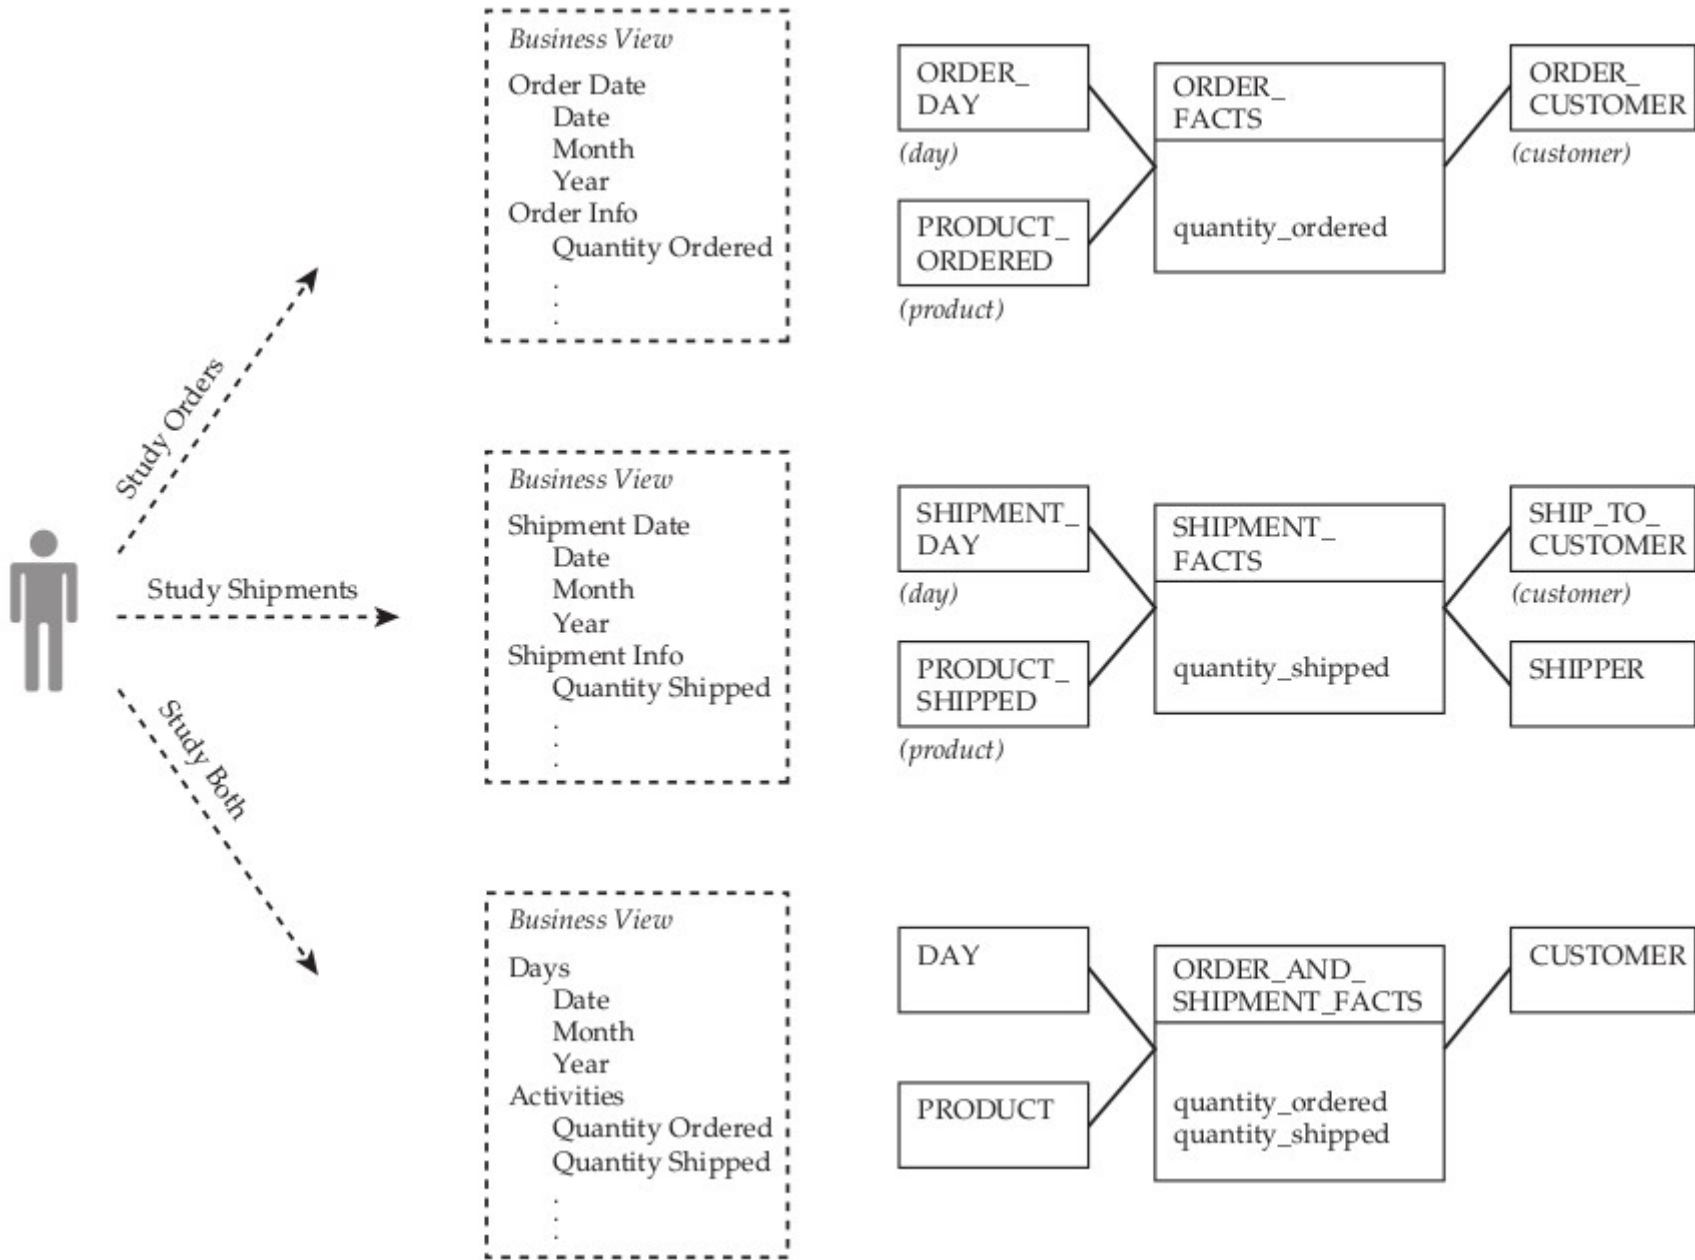 Business View
Order Date
Date
Month
Year
Order Info
Quantity Ordered
.
.
.
ORDER_
DAY
(day)
PRODUCT_
ORDERED
(product)
ORDER_
FACTS
quantity_ordered
ORDER_
CUSTOMER
(customer)
Study Orders
Study Shipments
Study Both
Business View
Shipment Date
Date
Month
Year
Shipment Info
Quantity Shipped
.
.
.
SHIPMENT_
DAY
(day)
PRODUCT_
SHIPPED
(product)
SHIPMENT_
FACTS
quantity_shipped
SHIP_TO_
CUSTOMER
(customer)
SHIPPER
Business View
Days
Date
Month
Year
Activities
Quantity Ordered
Quantity Shipped
.
.
.
DAY
PRODUCT
ORDER_AND_
SHIPMENT_FACTS
quantity_ordered
quantity_shipped
CUSTOMER